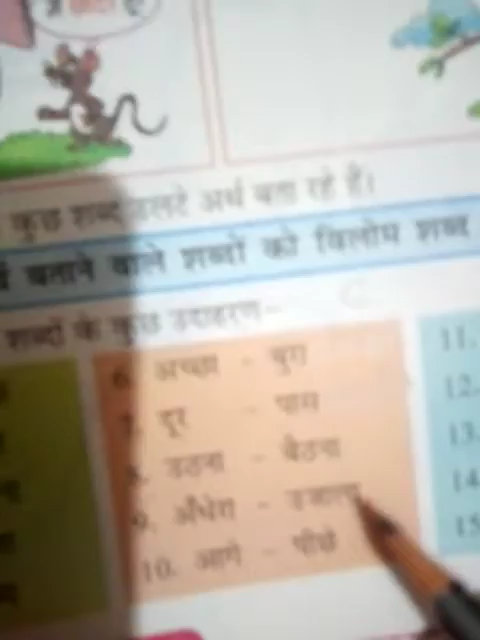 कुछ शब्द उलटे अर्थ बता रहे हैं।
बताने वाले शब्दों को विलोम शब्द
शब्दों के कुछ उदाहरण–
6. अच्छा - बुरा
7. दूर - पास
8. उठना - बैठना
9. अँधेरा - उजाला
10. आगे - पीछे
11.
12.
13.
14.
15.